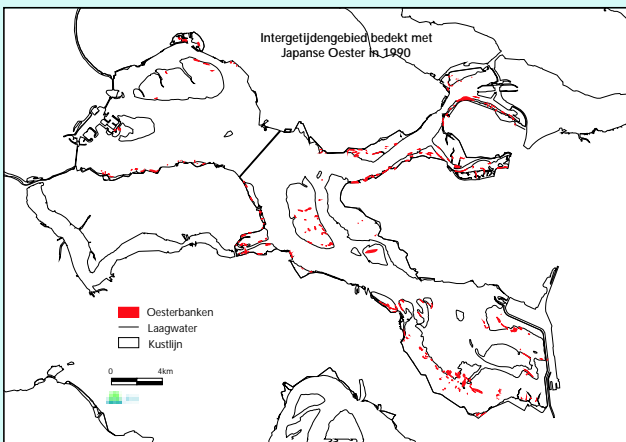 Intergetijdengebied bedekt met
Japanse Oester in 1990
Oesterbanken
Laagwater
Kustlijn
0 4km